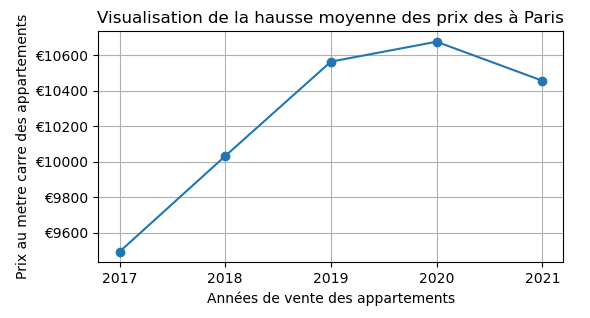 Visualisation de la hausse moyenne des prix des à Paris
Prix au metre carre des appartements
€10600
€10400
€10200
€10000
€9800
€9600
2017 2018 2019 2020 2021
Années de vente des appartements